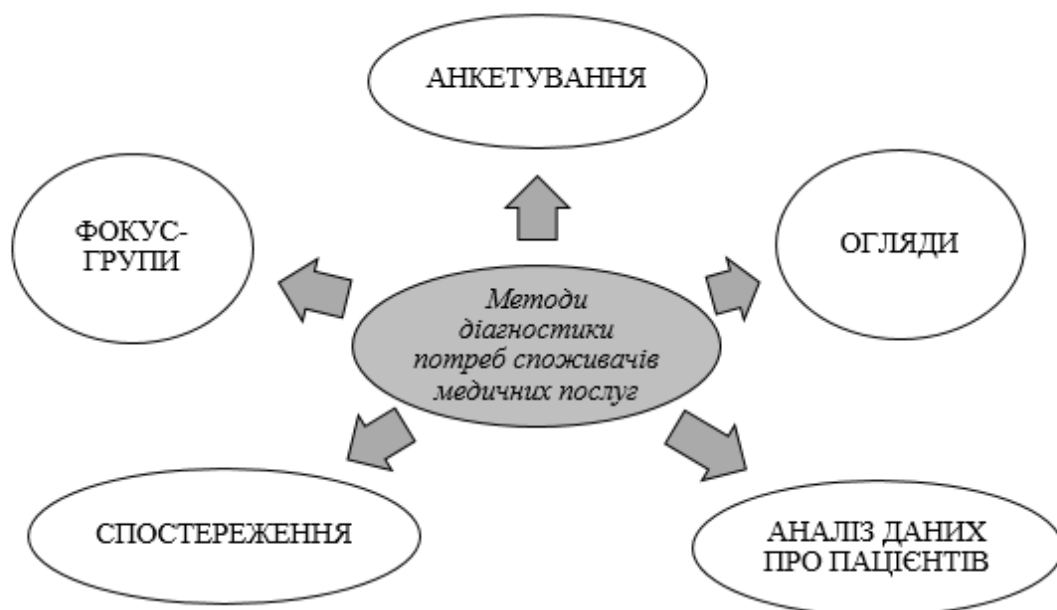 АНКЕТУВАННЯ
ФОКУС-
ГРУПИ
ОГЛЯДИ
Методи
діагностики
потреб споживачів
медичних послуг
СПОСТЕРЕЖЕННЯ
АНАЛІЗ ДАНИХ
ПРО ПАЦІЄНТІВ